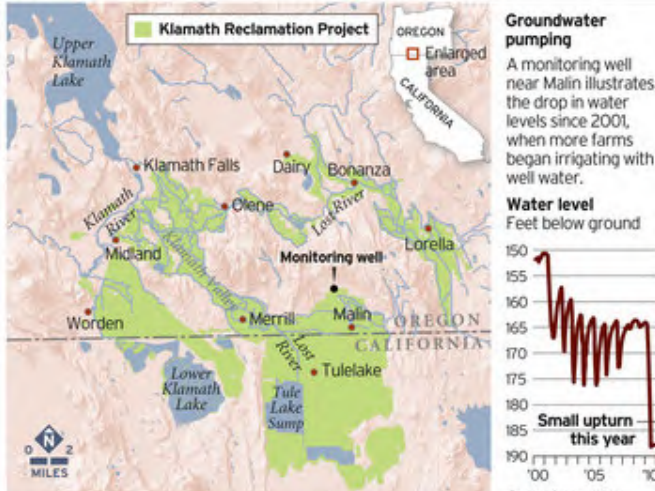 Klamath Reclamation Project
OREGON
Enlarged
area
CALIFORNIA
Upper
Klamath
Lake
Klamath Falls
Dairy
Bonanza
Klamath
River
Olene
Lost River
Lorella
Midland
Klamath Valley
Monitoring well
Worden
Merrill
Malin
OREGON
CALIFORNIA
Lost
River
Tulelake
Lower
Klamath
Lake
Tule
Lake
Sump
N
0 2
MILES
Groundwater
pumping
A monitoring well
near Malin illustrates
the drop in water
levels since 2001,
when more farms
began irrigating with
well water.
Water level
Feet below ground
150
155
160
165
170
175
180
185
190
Small upturn
this year
'00 '05 '10